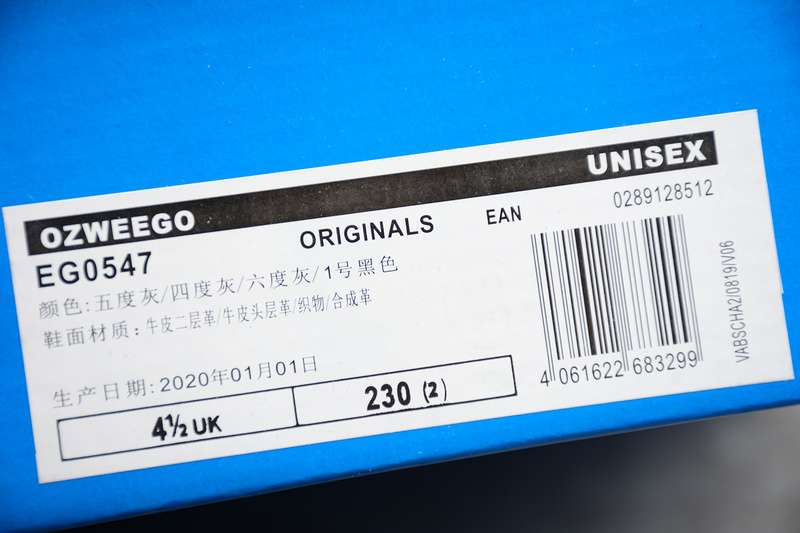 OZWEEGO UNISEX
EG0547 ORIGINALS EAN 0289128512
颜色:五度灰/四度灰/六度灰/1号黑色
鞋面材质:牛皮二层革/牛皮头层革/织物/合成革
生产日期:2020年01月01日
4½ UK 230 (2)
4 061622 683299
VABSCHA2/0819/V06